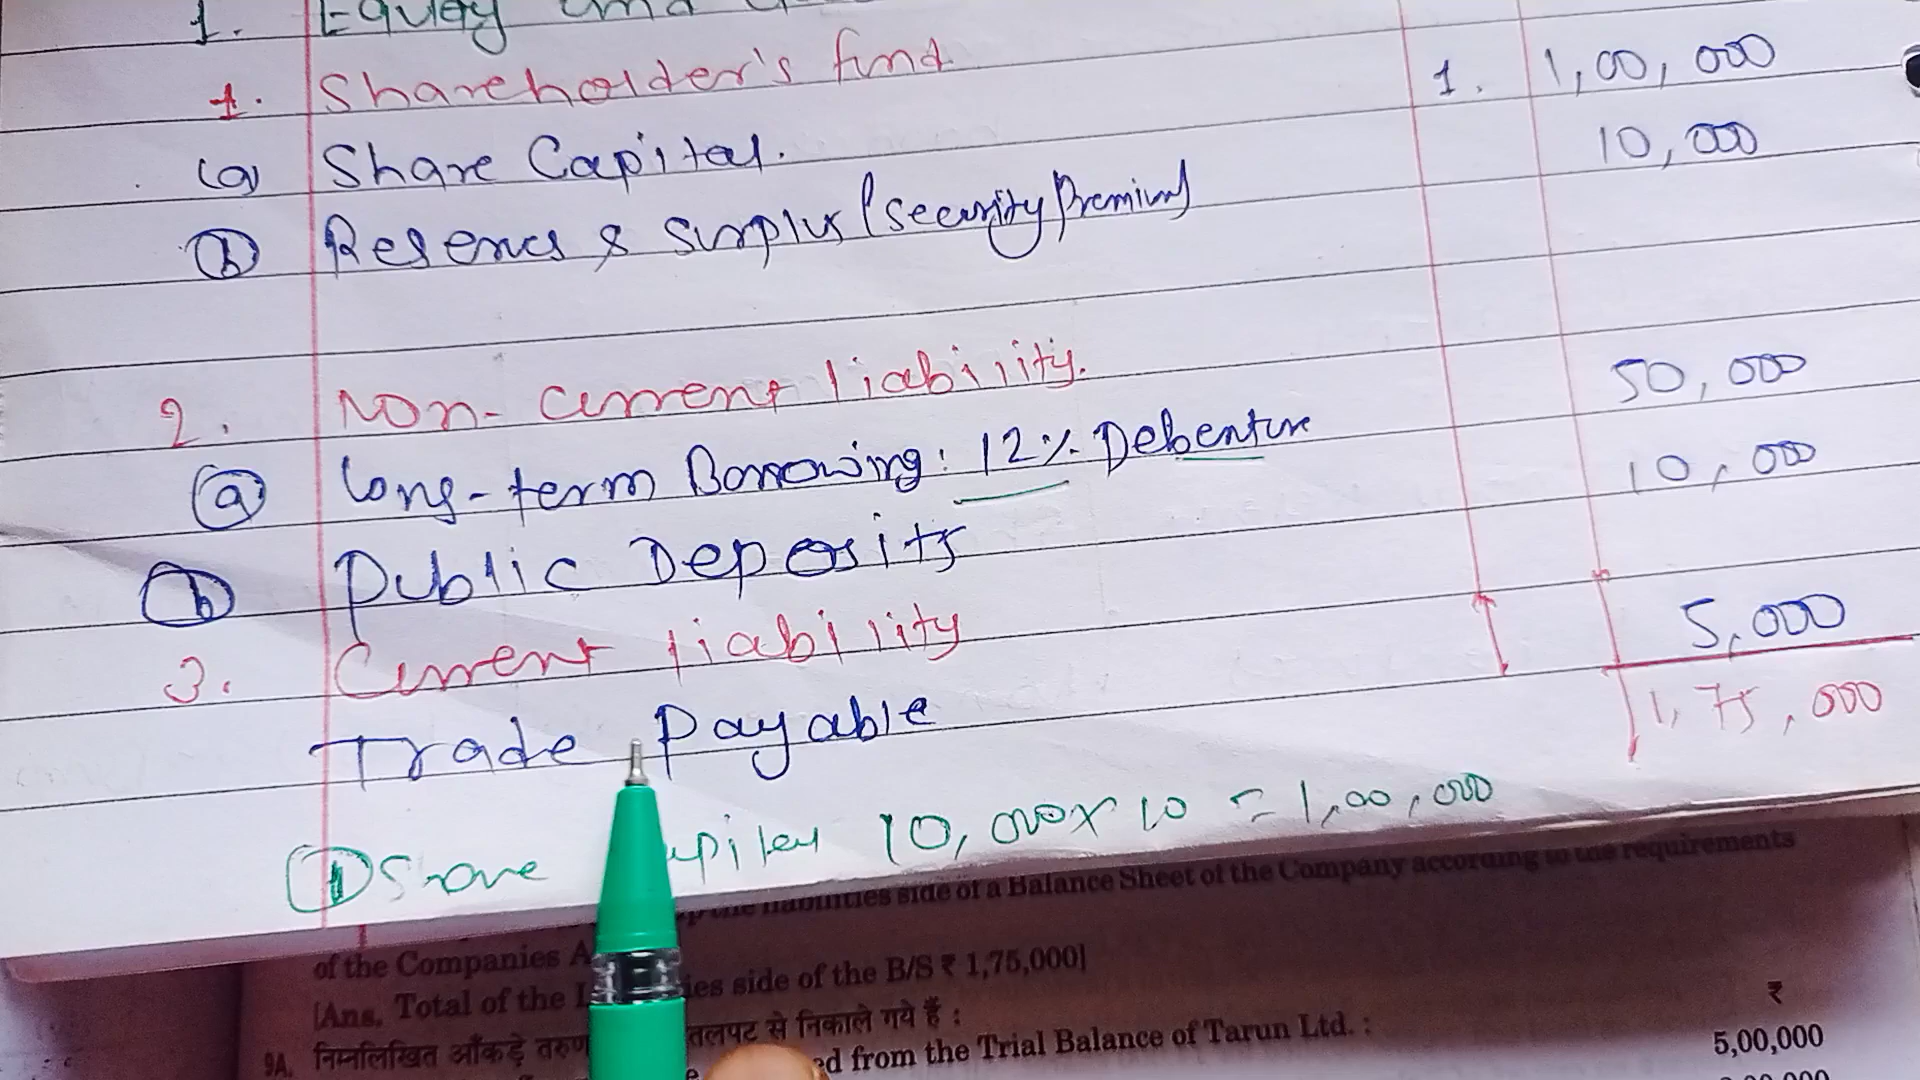 1. Equity and
1. Shareholder's fund.
(a) Share Capital. 1. 1,00,000
(b) Reserves & surplus (security Premium) 10,000
2. Non-current liability.
(a) Long-term Borrowing: 12% Debenture 50,000
(b) Public Deposits 10,000
3. Current liability
Trade Payable 5,000
1,75,000
① Share 10,000 x 10 = 1,00,000
liabilities side of a Balance Sheet of the Company according to the requirements
of the Companies
[Ans. Total of the side of the B/S ₹ 1,75,000]
9A. निम्नलिखित आँकड़े तरुण तलपट से निकाले गये हैं : ₹
from the Trial Balance of Tarun Ltd. :
5,00,000